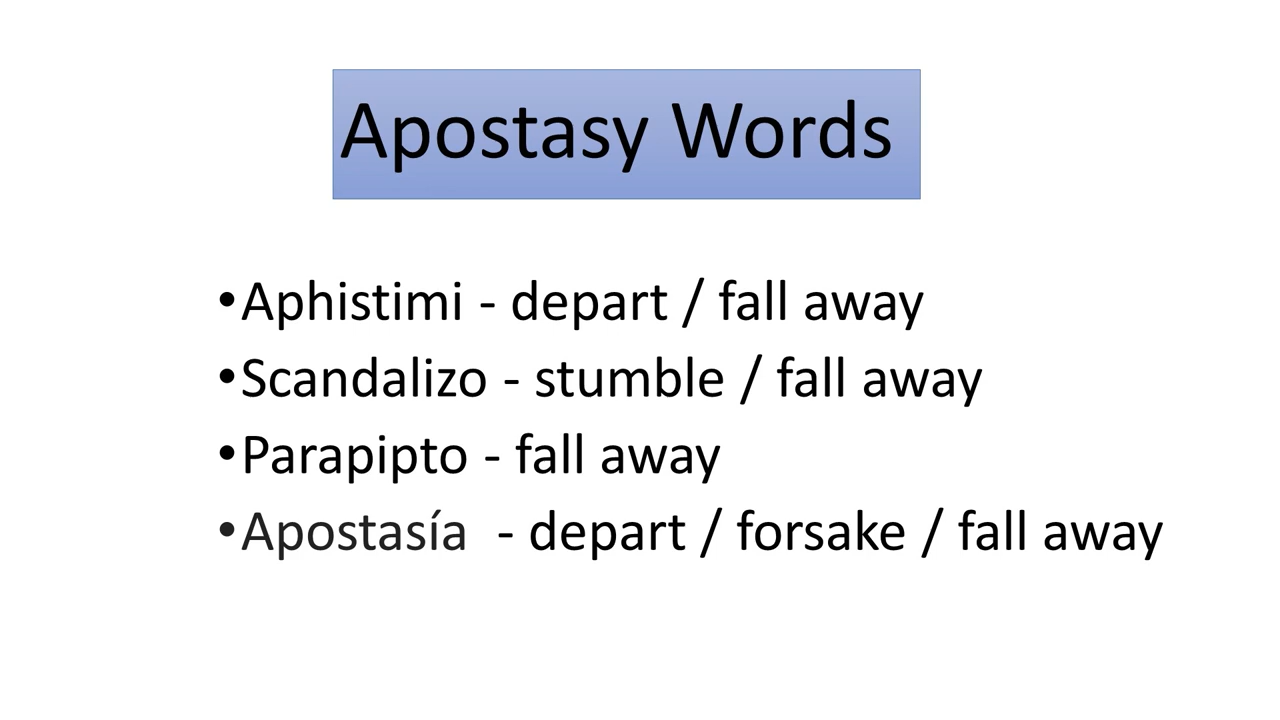 Apostasy Words
•Aphistimi - depart / fall away
•Scandalizo - stumble / fall away
•Parapipto - fall away
•Apostasía - depart / forsake / fall away